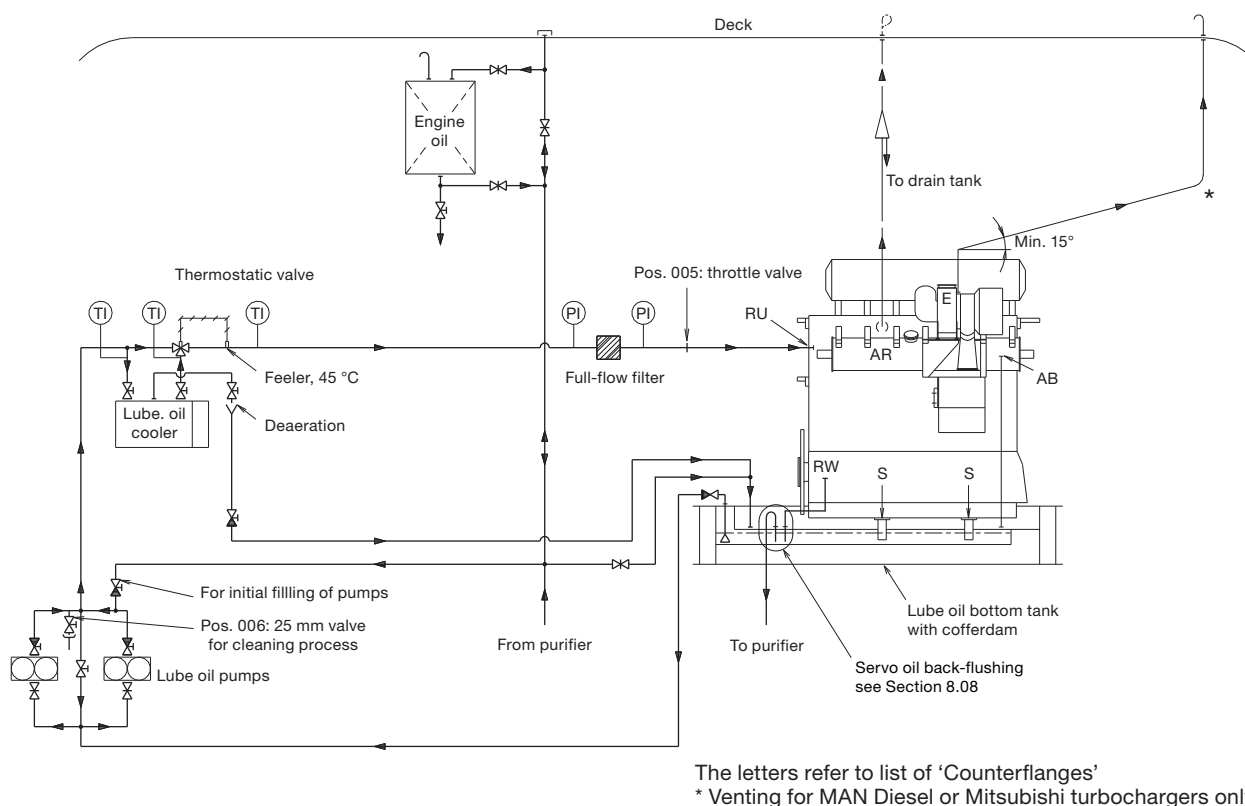 Deck
Engine
oil
To drain tank
*
Min. 15°
Thermostatic valve
Pos. 005: throttle valve
TI
TI
TI
PI
PI
RU
E
AR
AB
Feeler, 45 °C
Full-flow filter
Lube. oil
cooler
Deaeration
RW
S
S
For initial fillling of pumps
Pos. 006: 25 mm valve
for cleaning process
From purifier
To purifier
Lube oil bottom tank
with cofferdam
Lube oil pumps
Servo oil back-flushing
see Section 8.08
The letters refer to list of ‘Counterflanges’
* Venting for MAN Diesel or Mitsubishi turbochargers onl